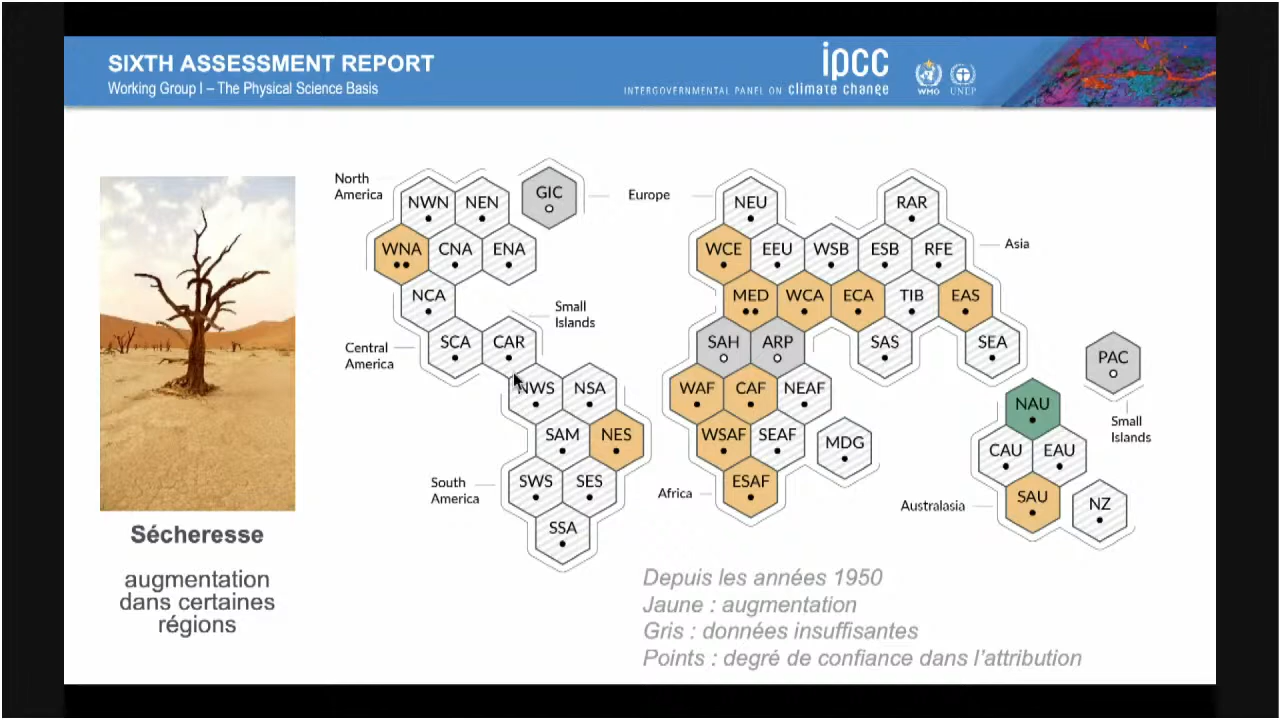 SIXTH ASSESSMENT REPORT
Working Group I – The Physical Science Basis
ipcc
INTERGOVERNMENTAL PANEL ON climate change
WMO UNEP
North
America
NWN NEN GIC
WNA CNA ENA
NCA
Small
Islands
Central
America
SCA CAR
NWS NSA
SAM NES
South
America
SWS SES
SSA
Europe
NEU RAR
WCE EEU WSB ESB RFE
Asia
MED WCA ECA TIB EAS
SAH ARP SAS SEA
WAF CAF NEAF
WSAF SEAF MDG
Africa
ESAF
PAC
Small
Islands
NAU
CAU EAU
Australasia
SAU NZ
Sécheresse
augmentation
dans certaines
régions
Depuis les années 1950
Jaune : augmentation
Gris : données insuffisantes
Points : degré de confiance dans l'attribution